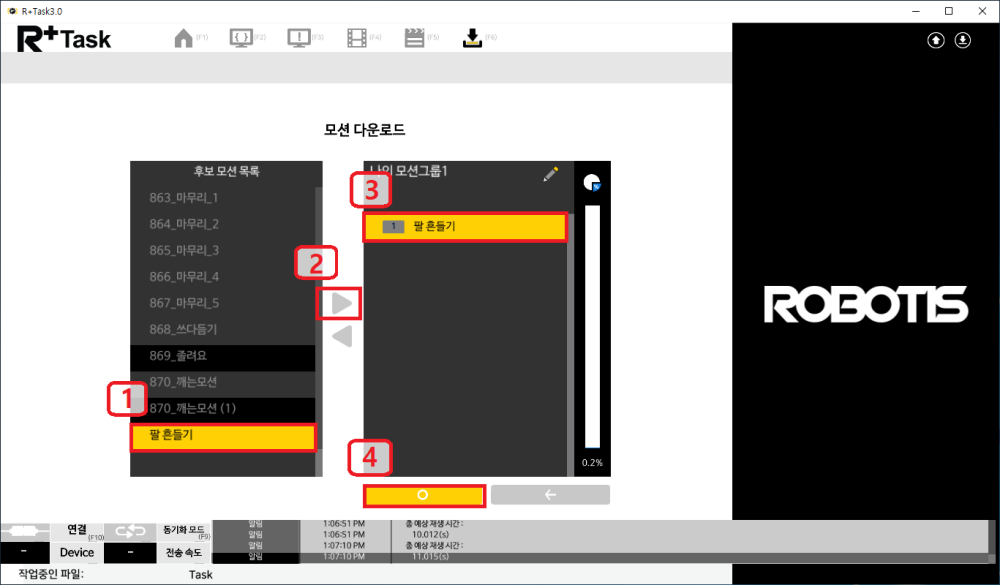 R+Task3.0
R+Task
(F1)
(F2)
(F3)
(F4)
(F5)
(F6)
모션 다운로드
후보 모션 목록
863_마무리_1
864_마무리_2
865_마무리_3
866_마무리_4
867_마무리_5
868_쓰다듬기
869_졸려요
870_깨는모션
870_깨는모션 (1)
팔 흔들기
1
2
나의 모션그룹1
3
1 팔 흔들기
4
0.2%
ROBOTIS
연결
(F10)
동기화 모드
(F9)
-
Device
-
전송 속도
알림 1:06:51 PM 총 예상 재생 시간 :
알림 1:06:51 PM 10.012(s)
알림 1:07:10 PM 총 예상 재생 시간 :
알림 1:07:10 PM 11.015(s)
작업중인 파일: Task